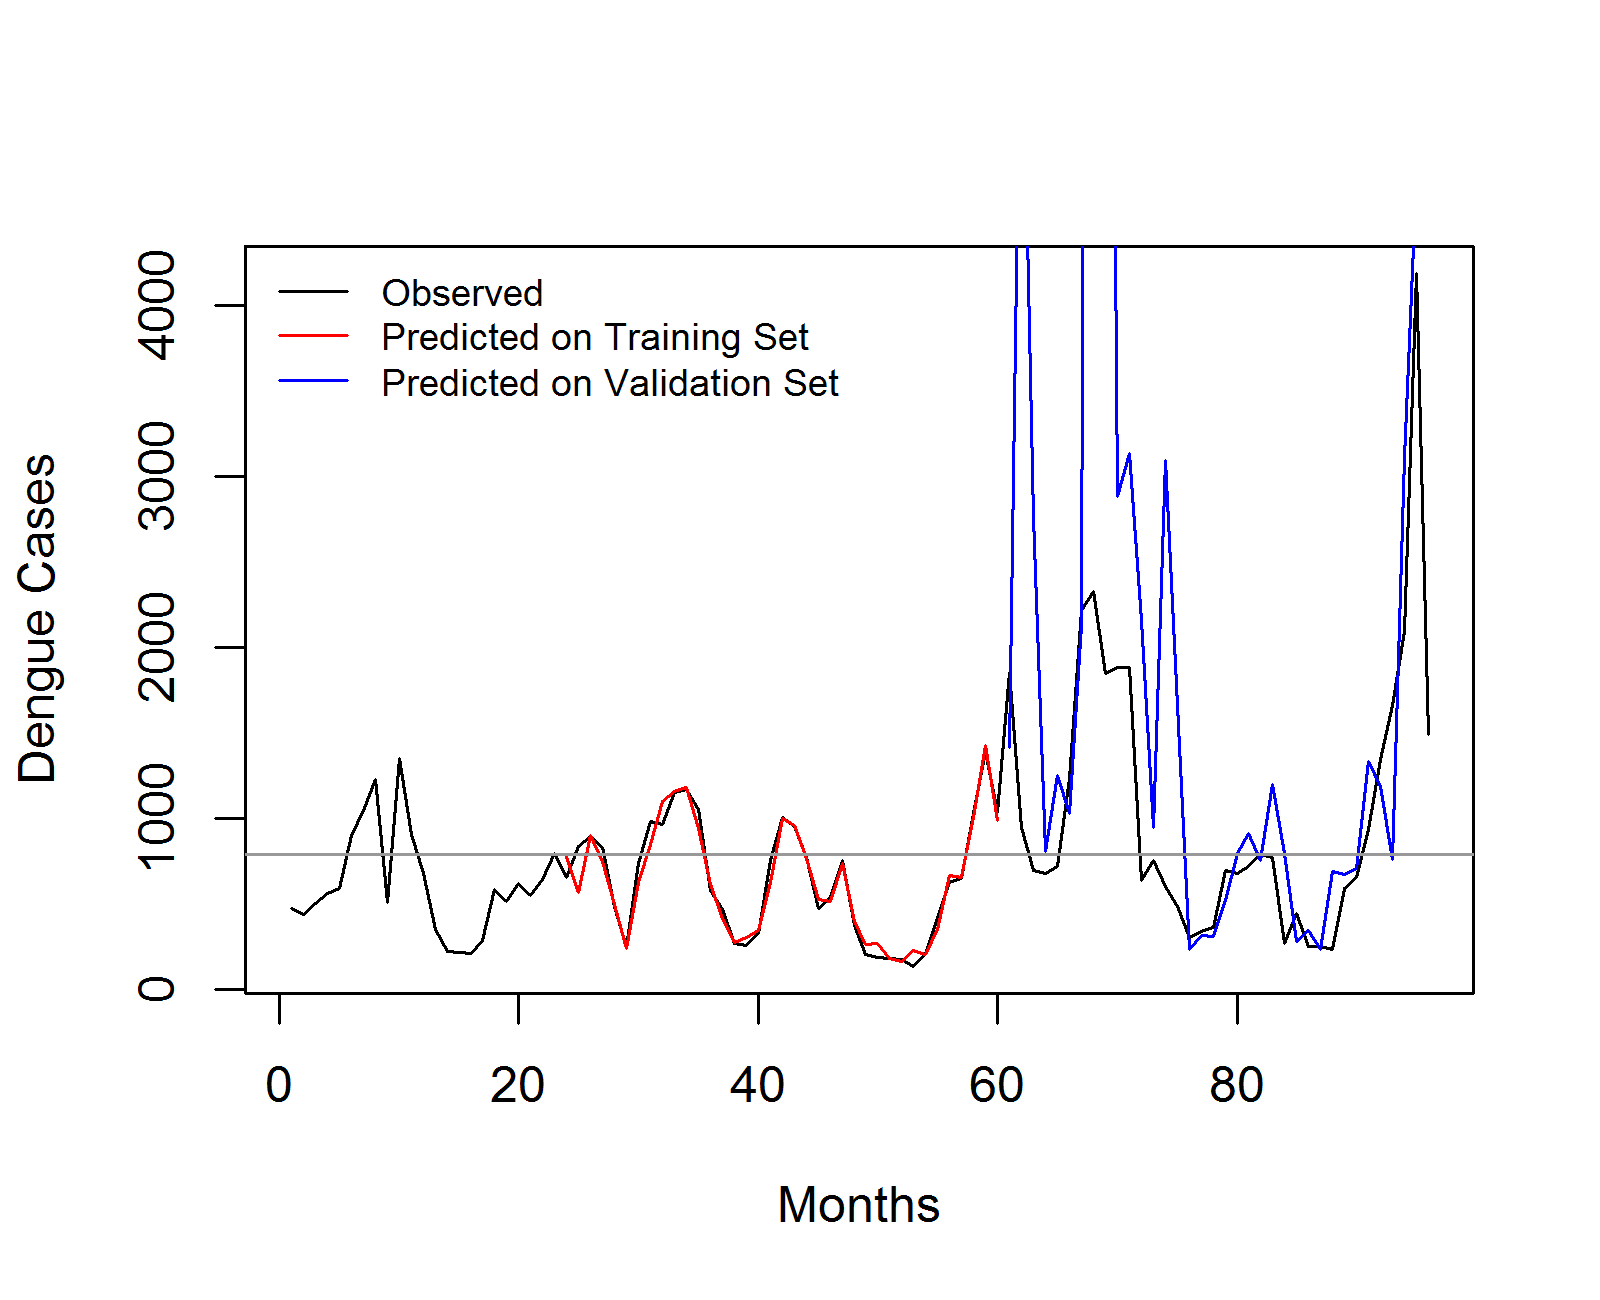 Observed
Predicted on Training Set
Predicted on Validation Set
4000
3000
2000
1000
0
Dengue Cases
0 20 40 60 80
Months